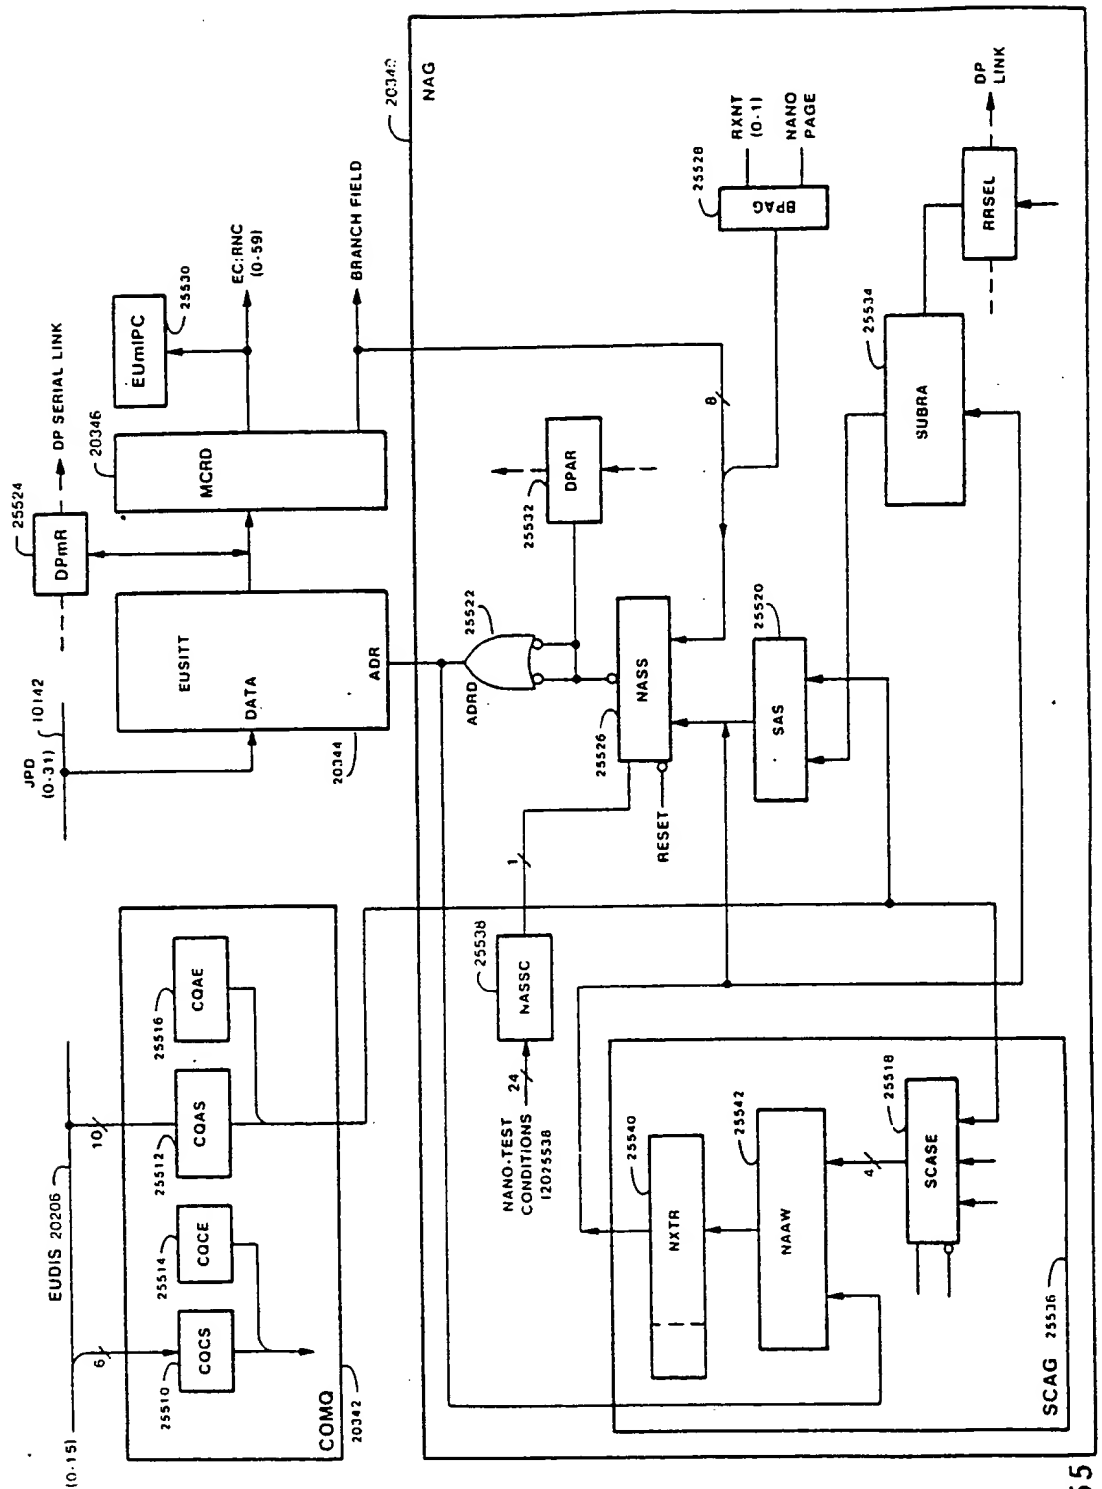 JPD
(0-31)
10142
25524
DPmR
DP SERIAL LINK
20346
MCRD
EUmIPC
25530
EC:RNC
(0-59)
BRANCH FIELD
EUSITT
DATA
ADR
20344
EUDIS 20206
(0-15)
6
10
25510
CQCS
25514
CQCE
25512
CQAS
25516
CQAE
COMQ
20342
20340
NAG
ADRD
25522
25532
DPAR
25528
BPAG
RXNT
(0-1)
NANO
PAGE
8
25526
NASS
RESET
1
25538
NASSC
24
NANO-TEST
CONDITIONS
12025538
25520
SAS
25534
SUBRA
RRSEL
DP
LINK
25540
NXTR
25542
NAAW
4
25518
SCASE
SCAG
25536